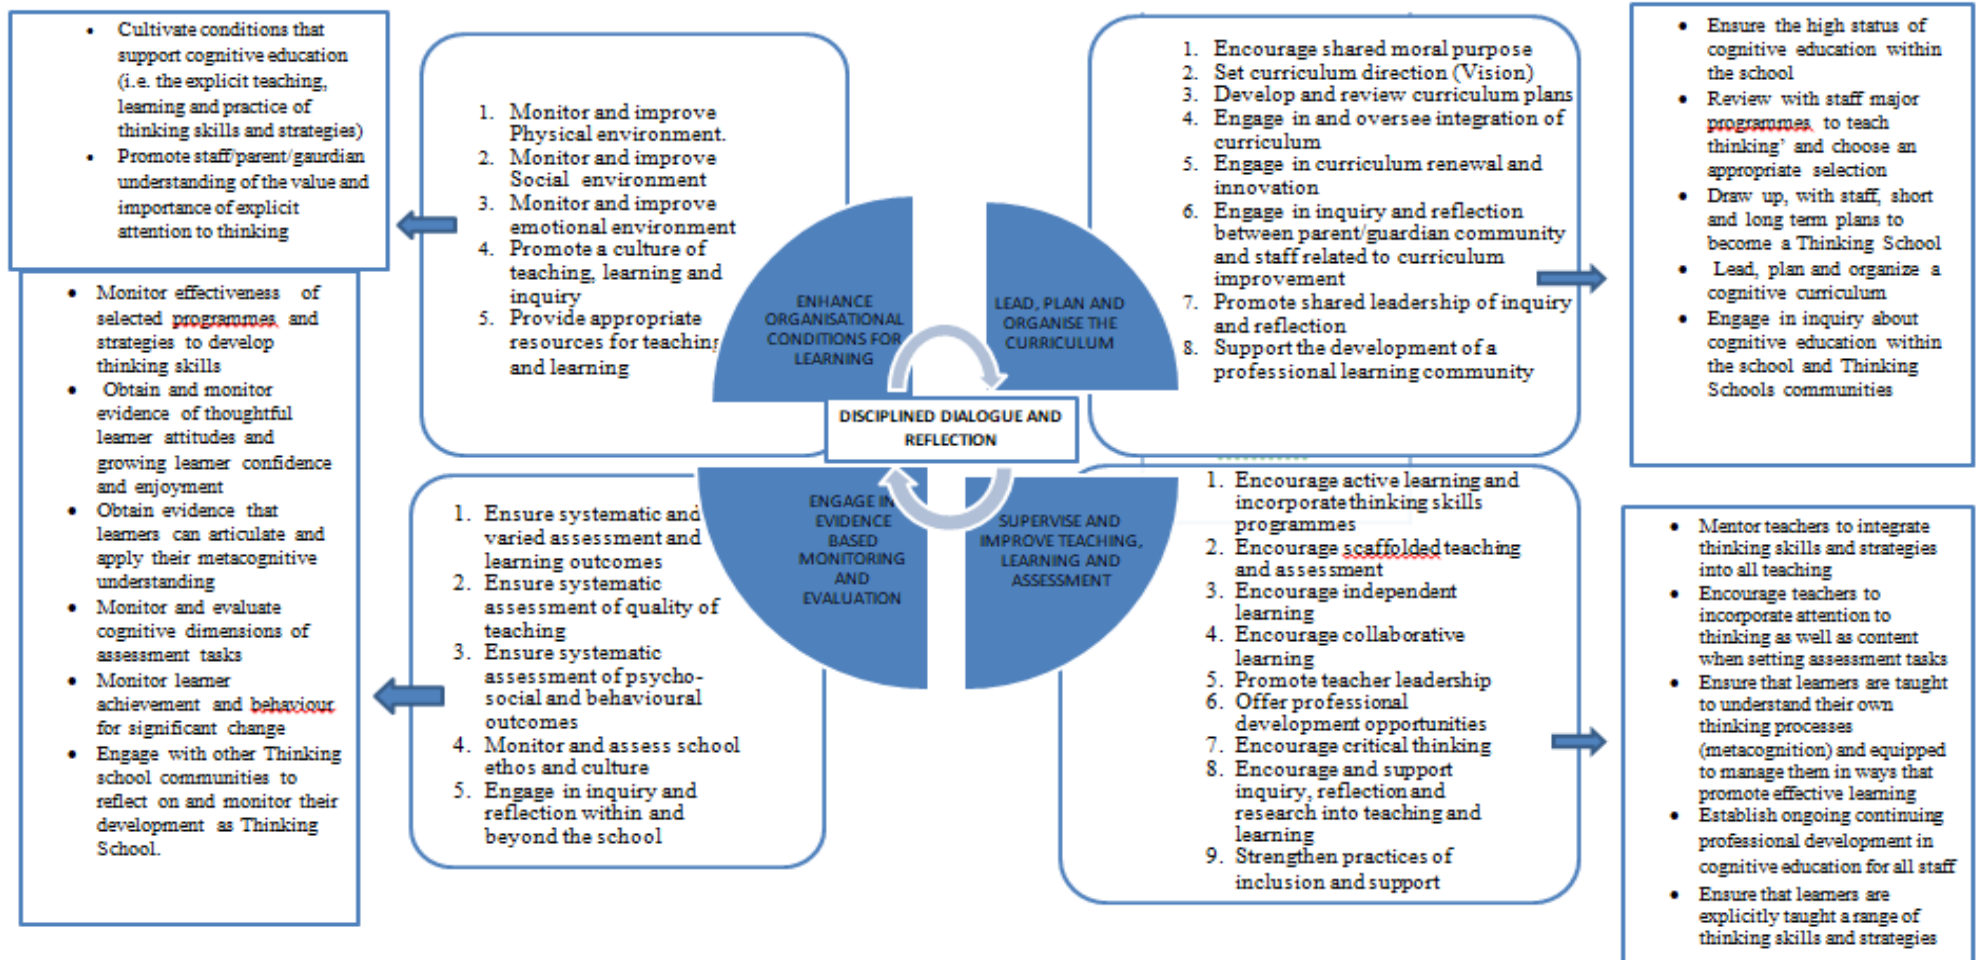 • Cultivate conditions that
support cognitive education
(i.e. the explicit teaching,
learning and practice of
thinking skills and strategies)
• Promote staff/parent/gaurdian
understanding of the value and
importance of explicit
attention to thinking
1. Monitor and improve
Physical environment.
2. Monitor and improve
Social environment
3. Monitor and improve
emotional environment
4. Promote a culture of
teaching, learning and
inquiry
5. Provide appropriate
resources for teaching
and learning
ENHANCE
ORGANISATIONAL
CONDITIONS FOR
LEARNING
LEAD, PLAN AND
ORGANISE THE
CURRICULUM
1. Encourage shared moral purpose
2. Set curriculum direction (Vision)
3. Develop and review curriculum plans
4. Engage in and oversee integration of
curriculum
5. Engage in curriculum renewal and
innovation
6. Engage in inquiry and reflection
between parent/guardian community
and staff related to curriculum
improvement
7. Promote shared leadership of inquiry
and reflection
8. Support the development of a
professional learning community
• Ensure the high status of
cognitive education within
the school
• Review with staff major
programmes to teach
thinking’ and choose an
appropriate selection
• Draw up, with staff, short
and long term plans to
become a Thinking School
• Lead, plan and organize a
cognitive curriculum
• Engage in inquiry about
cognitive education within
the school and Thinking
Schools communities
DISCIPLINED DIALOGUE AND
REFLECTION
• Monitor effectiveness of
selected programmes and
strategies to develop
thinking skills
• Obtain and monitor
evidence of thoughtful
learner attitudes and
growing learner confidence
and enjoyment
• Obtain evidence that
learners can articulate and
apply their metacognitive
understanding
• Monitor and evaluate
cognitive dimensions of
assessment tasks
• Monitor learner
achievement and behaviour
for significant change
• Engage with other Thinking
school communities to
reflect on and monitor their
development as Thinking
School.
1. Ensure systematic and
varied assessment and
learning outcomes
2. Ensure systematic
assessment of quality of
teaching
3. Ensure systematic
assessment of psycho-
social and behavioural
outcomes
4. Monitor and assess school
ethos and culture
5. Engage in inquiry and
reflection within and
beyond the school
ENGAGE IN
EVIDENCE
BASED
MONITORING
AND
EVALUATION
SUPERVISE AND
IMPROVE TEACHING,
LEARNING AND
ASSESSMENT
1. Encourage active learning and
incorporate thinking skills
programmes
2. Encourage scaffolded teaching
and assessment
3. Encourage independent
learning
4. Encourage collaborative
learning
5. Promote teacher leadership
6. Offer professional
development opportunities
7. Encourage critical thinking
8. Encourage and support
inquiry, reflection and
research into teaching and
learning
9. Strengthen practices of
inclusion and support
• Mentor teachers to integrate
thinking skills and strategies
into all teaching
• Encourage teachers to
incorporate attention to
thinking as well as content
when setting assessment tasks
• Ensure that learners are taught
to understand their own
thinking processes
(metacognition) and equipped
to manage them in ways that
promote effective learning
• Establish ongoing continuing
professional development in
cognitive education for all staff
• Ensure that learners are
explicitly taught a range of
thinking skills and strategies